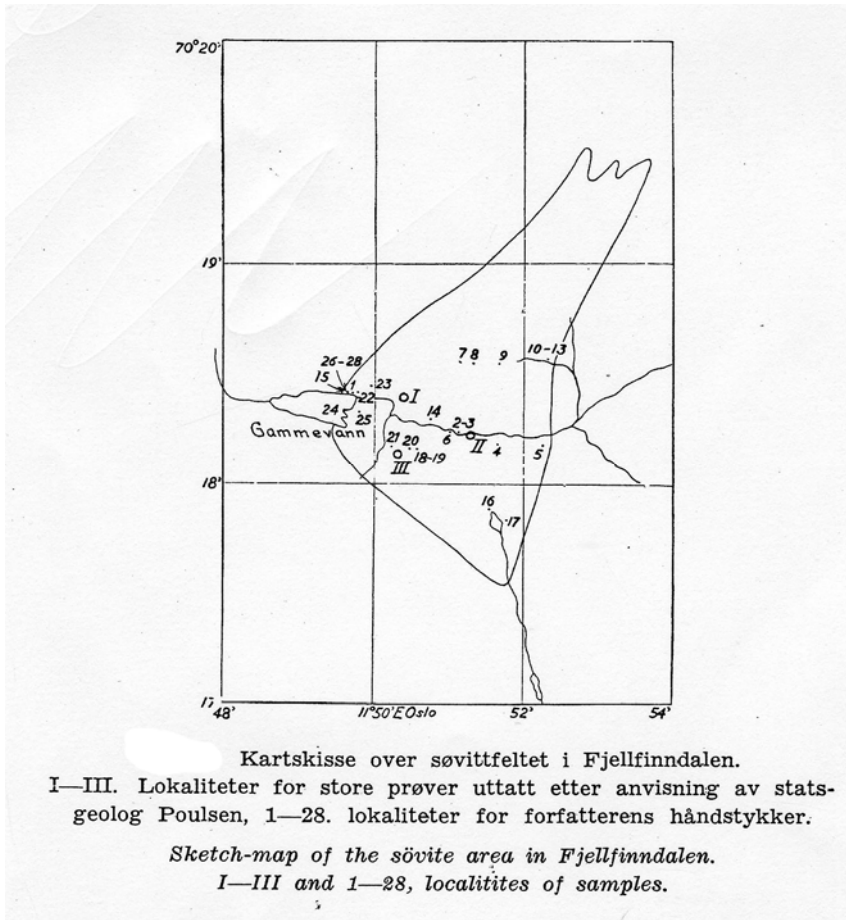 70°20'
19'
26-28
15
1
23
22
I
24
25
Gammevann
7 8
9
10-13
14
2-3
6
II
4
5
21
20
III
18-19
18'
16
17
17
48'
11°50'E Oslo
52'
54'
Kartskisse over søvittfeltet i Fjellfinndalen.
I—III. Lokaliteter for store prøver uttatt etter anvisning av stats-
geolog Poulsen, 1—28. lokaliteter for forfatterens håndstykker.
Sketch-map of the sövite area in Fjellfinndalen.
I—III and 1—28, localitites of samples.